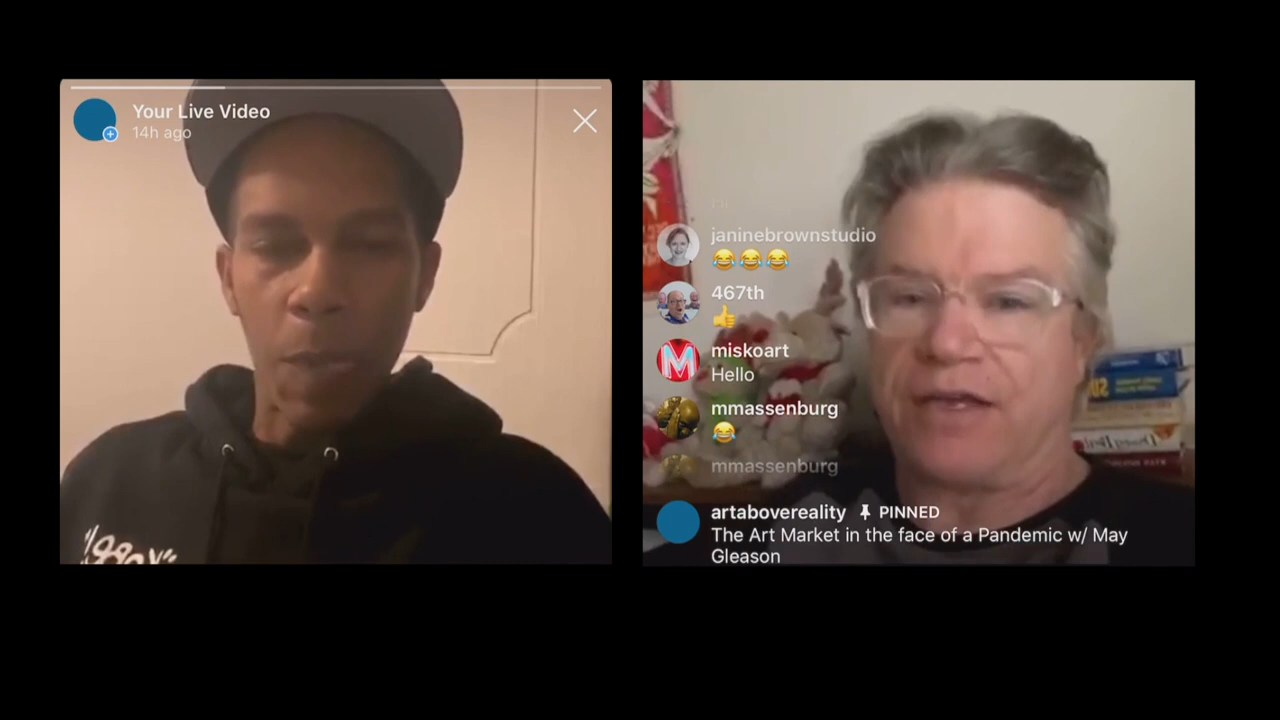 Your Live Video
14h ago
janinebrownstudio
😂😂😂
467th
👍
M
miskoart
Hello
mmassenburg
😂
mmassenburg
artabovereality PINNED
The Art Market in the face of a Pandemic w/ May
Gleason